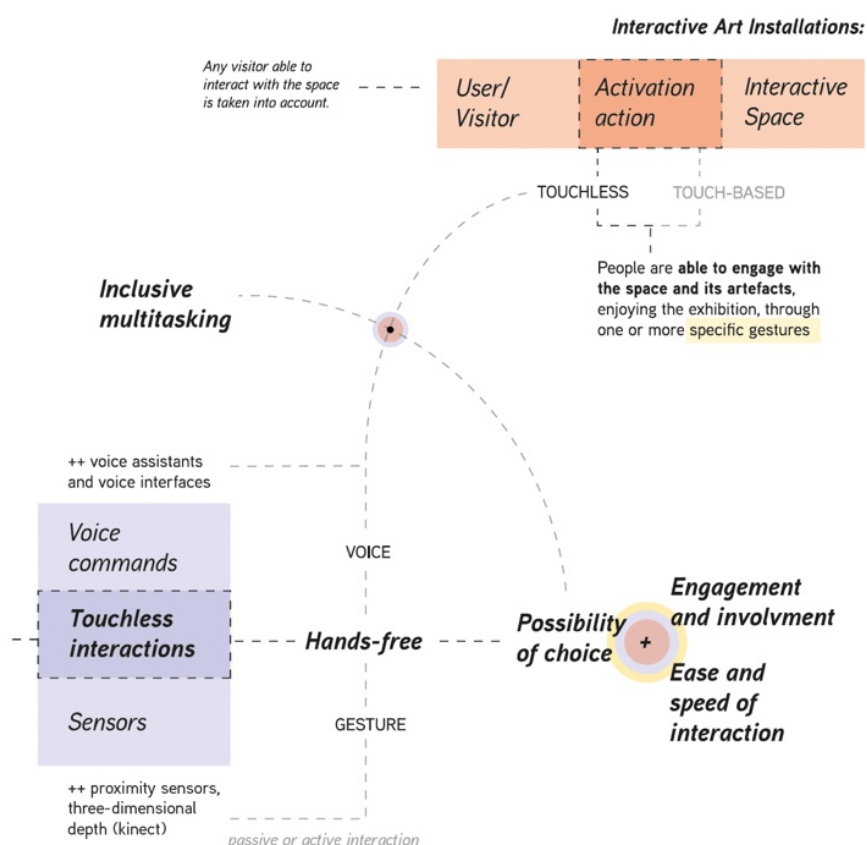 Interactive Art Installations:
Any visitor able to
interact with the space
is taken into account.
User/
Visitor
Activation
action
Interactive
Space
TOUCHLESS
TOUCH-BASED
People are able to engage with
the space and its artefacts,
enjoying the exhibition, through
one or more specific gestures
Inclusive
multitasking
++ voice assistants
and voice interfaces
Voice
commands
VOICE
Touchless
interactions
Hands-free
Possibility
of choice
+
Engagement
and involvment
Ease and
speed of
interaction
Sensors
GESTURE
++ proximity sensors,
three-dimensional
depth (kinect)
passive or active interaction